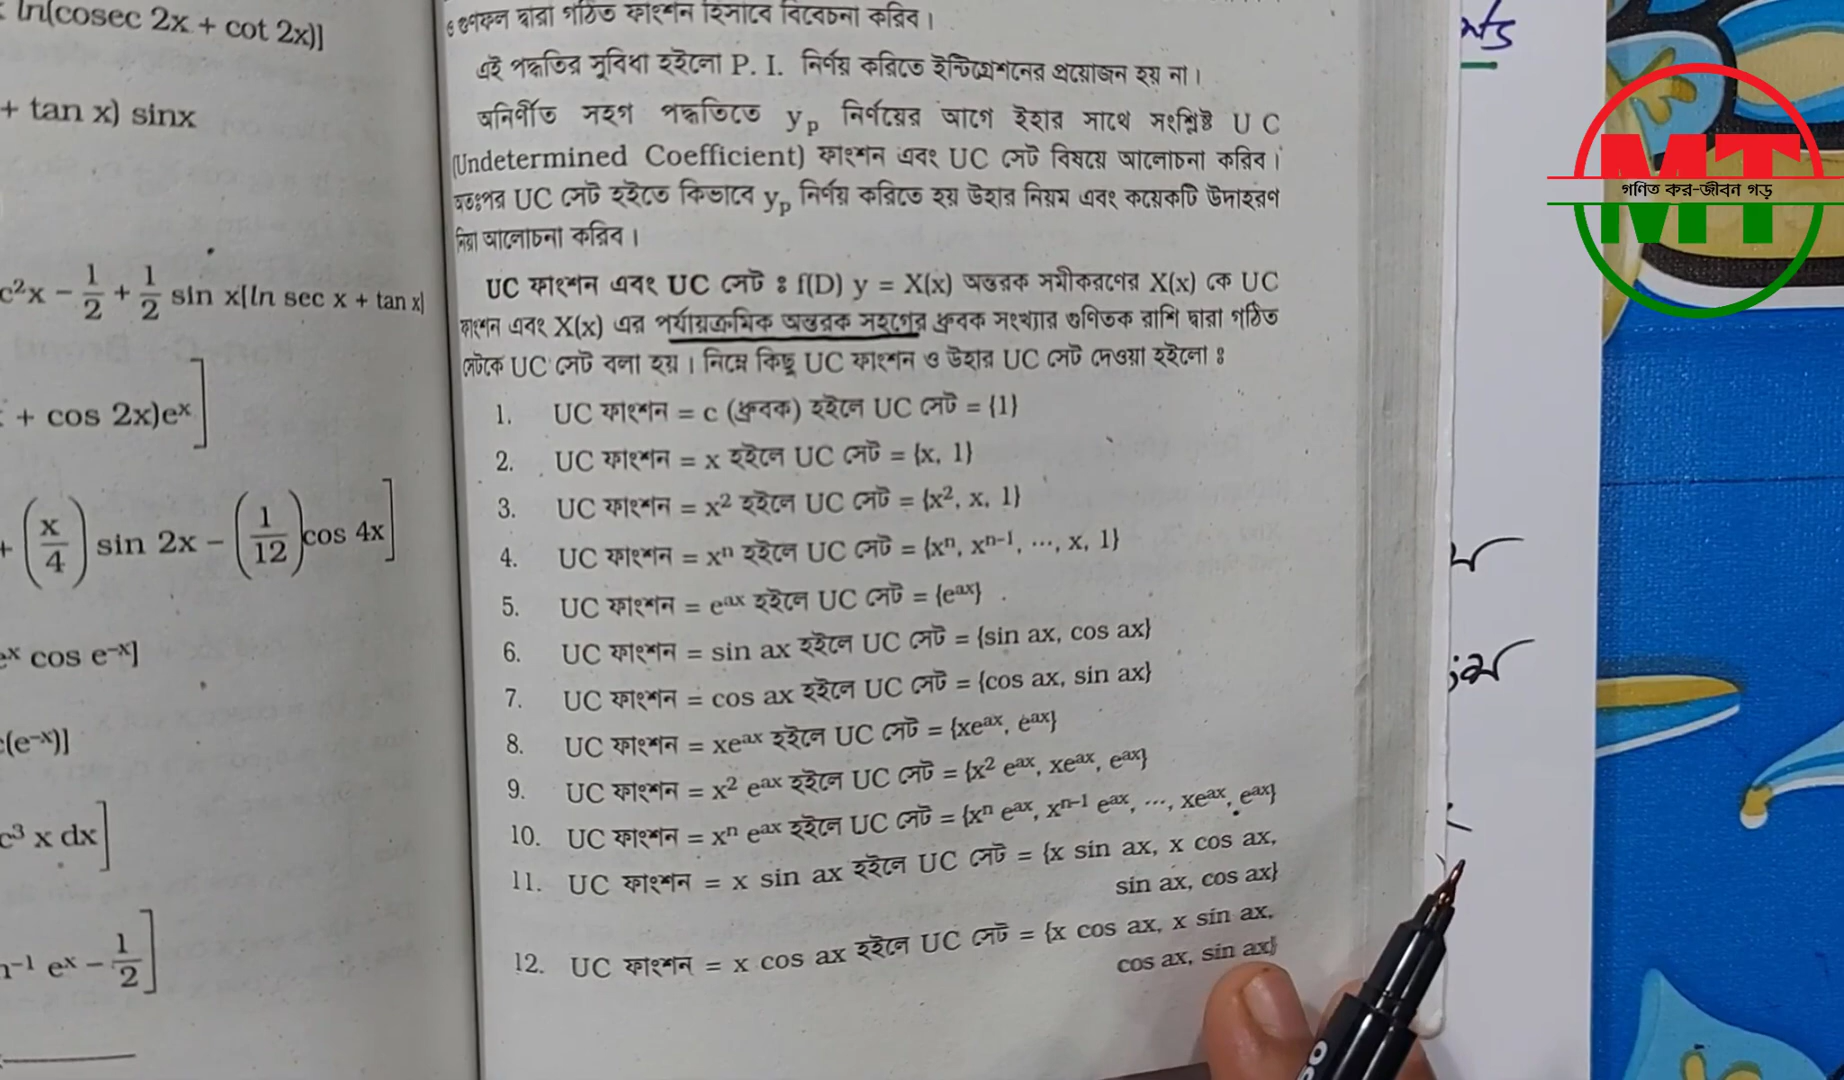 ln(cosec 2x + cot 2x)]
+ tan x) sinx
c²x − 1/2 + 1/2 sin x[ln sec x + tan x]
+ cos 2x)eˣ]
+ (x/4) sin 2x − (1/12) cos 4x]
eˣ cos e⁻ˣ]
(e⁻ˣ)]
c³ x dx]
⁻¹ eˣ − 1/2]
দ্বারা গঠিত ফাংশন হিসাবে বিবেচনা করিব।
এই পদ্ধতির সুবিধা হইলো P. I. নির্ণয় করিতে ইন্টিগ্রেশনের প্রয়োজন হয় না।
অনির্ণীত সহগ পদ্ধতিতে yₚ নির্ণয়ের আগে ইহার সাথে সংশ্লিষ্ট U C
(Undetermined Coefficient) ফাংশন এবং UC সেট বিষয়ে আলোচনা করিব।
অতঃপর UC সেট হইতে কিভাবে yₚ নির্ণয় করিতে হয় উহার নিয়ম এবং কয়েকটি উদাহরণ
নিয়া আলোচনা করিব।
UC ফাংশন এবং UC সেট ঃ f(D) y = X(x) অন্তরক সমীকরণের X(x) কে UC
ফাংশন এবং X(x) এর পর্যায়ক্রমিক অন্তরক সহগের ধ্রুবক সংখ্যার গুণিতক রাশি দ্বারা গঠিত
সেটকে UC সেট বলা হয়। নিম্নে কিছু UC ফাংশন ও উহার UC সেট দেওয়া হইলো ঃ
1. UC ফাংশন = c (ধ্রুবক) হইলে UC সেট = {1}
2. UC ফাংশন = x হইলে UC সেট = {x, 1}
3. UC ফাংশন = x² হইলে UC সেট = {x², x, 1}
4. UC ফাংশন = xⁿ হইলে UC সেট = {xⁿ, xⁿ⁻¹, ..., x, 1}
5. UC ফাংশন = eᵃˣ হইলে UC সেট = {eᵃˣ}
6. UC ফাংশন = sin ax হইলে UC সেট = {sin ax, cos ax}
7. UC ফাংশন = cos ax হইলে UC সেট = {cos ax, sin ax}
8. UC ফাংশন = xeᵃˣ হইলে UC সেট = {xeᵃˣ, eᵃˣ}
9. UC ফাংশন = x² eᵃˣ হইলে UC সেট = {x² eᵃˣ, xeᵃˣ, eᵃˣ}
10. UC ফাংশন = xⁿ eᵃˣ হইলে UC সেট = {xⁿ eᵃˣ, xⁿ⁻¹ eᵃˣ, ..., xeᵃˣ, eᵃˣ}
11. UC ফাংশন = x sin ax হইলে UC সেট = {x sin ax, x cos ax,
sin ax, cos ax}
12. UC ফাংশন = x cos ax হইলে UC সেট = {x cos ax, x sin ax,
cos ax, sin ax}
MT
গণিত কর-জীবন গড়
MT